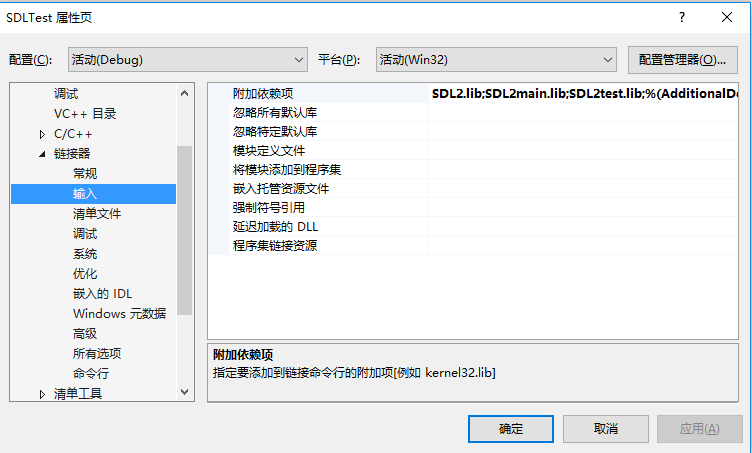 SDLTest 属性页
配置(C): 活动(Debug) 平台(P): 活动(Win32) 配置管理器(O)...
调试
VC++ 目录
C/C++
链接器
常规
输入
清单文件
调试
系统
优化
嵌入的 IDL
Windows 元数据
高级
所有选项
命令行
清单工具
附加依赖项 SDL2.lib;SDL2main.lib;SDL2test.lib;%(AdditionalDe
忽略所有默认库
忽略特定默认库
模块定义文件
将模块添加到程序集
嵌入托管资源文件
强制符号引用
延迟加载的 DLL
程序集链接资源
附加依赖项
指定要添加到链接命令行的附加项[例如 kernel32.lib]
确定 取消 应用(A)